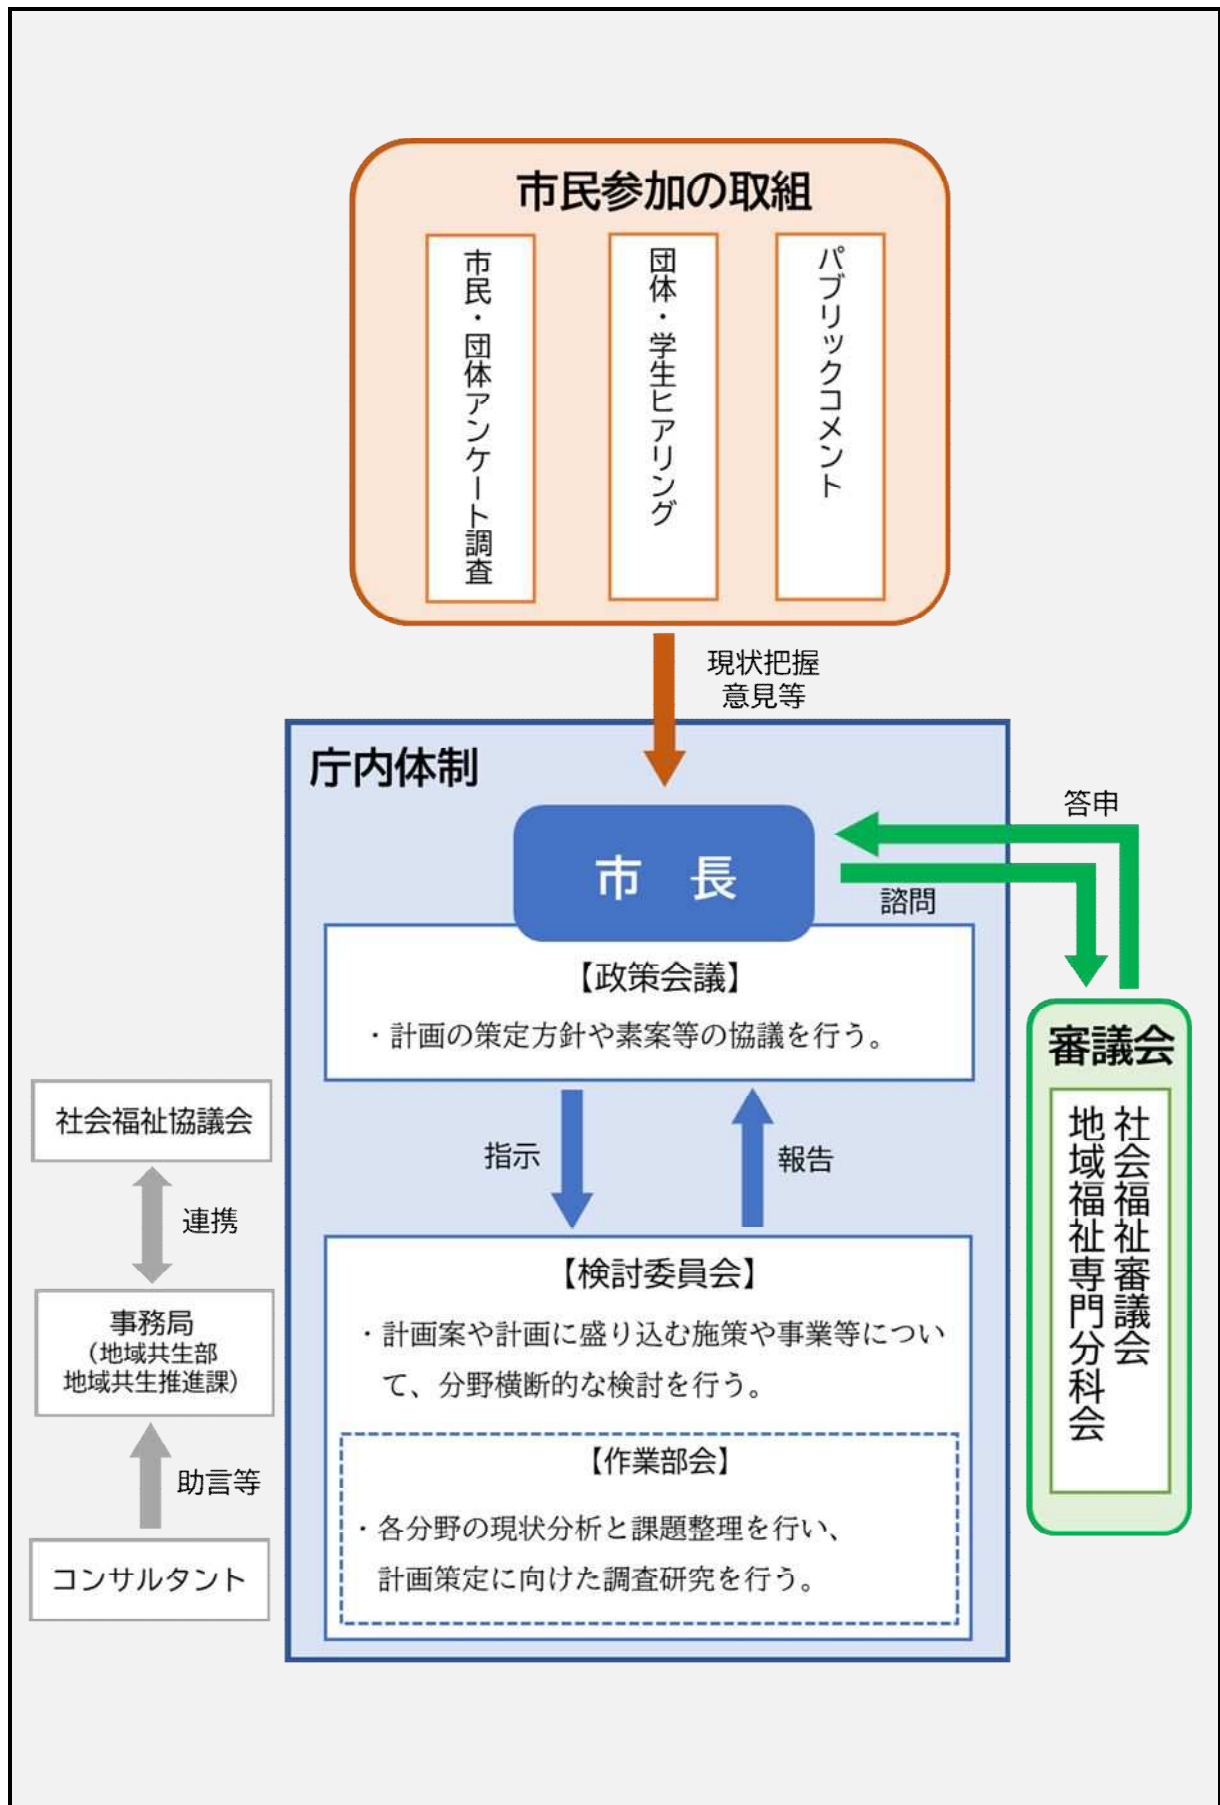 市民参加の取組
市民・団体アンケート調査
団体・学生ヒアリング
パブリックコメント
現状把握
意見等
庁内体制
市　長
答申
諮問
【政策会議】
・計画の策定方針や素案等の協議を行う。
指示
報告
【検討委員会】
・計画案や計画に盛り込む施策や事業等につい
て、分野横断的な検討を行う。
【作業部会】
・各分野の現状分析と課題整理を行い、
計画策定に向けた調査研究を行う。
審議会
社会福祉審議会
地域福祉専門分科会
社会福祉協議会
連携
事務局
（地域共生部
地域共生推進課）
助言等
コンサルタント